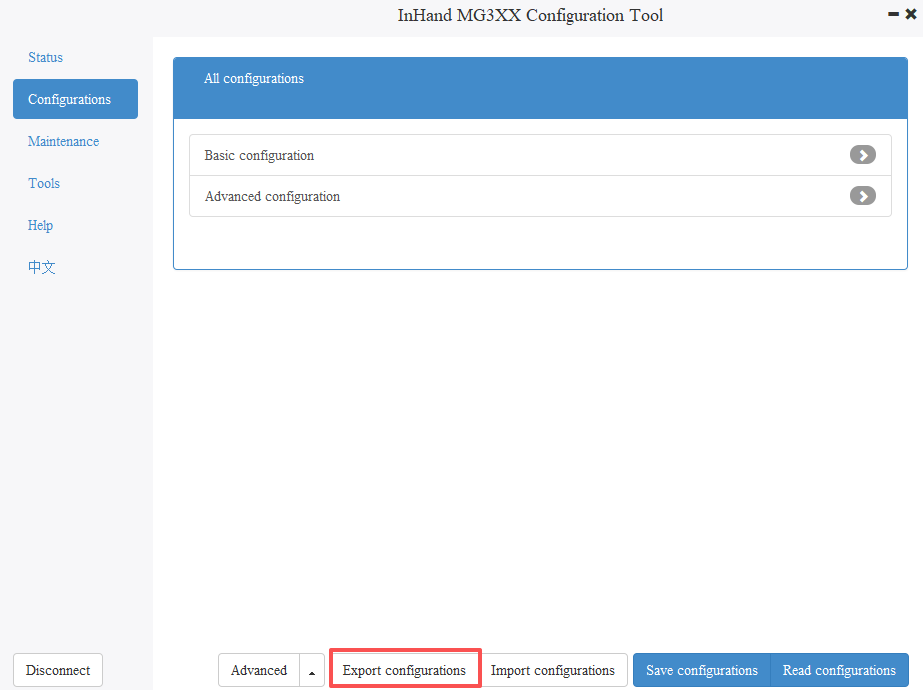 InHand MG3XX Configuration Tool
Status
Configurations
Maintenance
Tools
Help
中文
All configurations
Basic configuration
Advanced configuration
Disconnect
Advanced
Export configurations
Import configurations
Save configurations
Read configurations